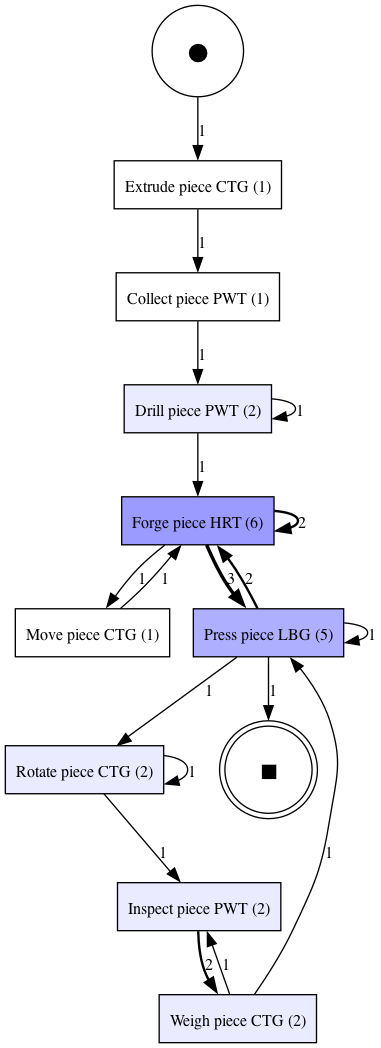 1
Extrude piece CTG (1)
1
Collect piece PWT (1)
1
Drill piece PWT (2)
1
1
Forge piece HRT (6)
2
1
1
3
2
Move piece CTG (1)
Press piece LBG (5)
1
1
1
Rotate piece CTG (2)
1
1
1
Inspect piece PWT (2)
2
1
Weigh piece CTG (2)